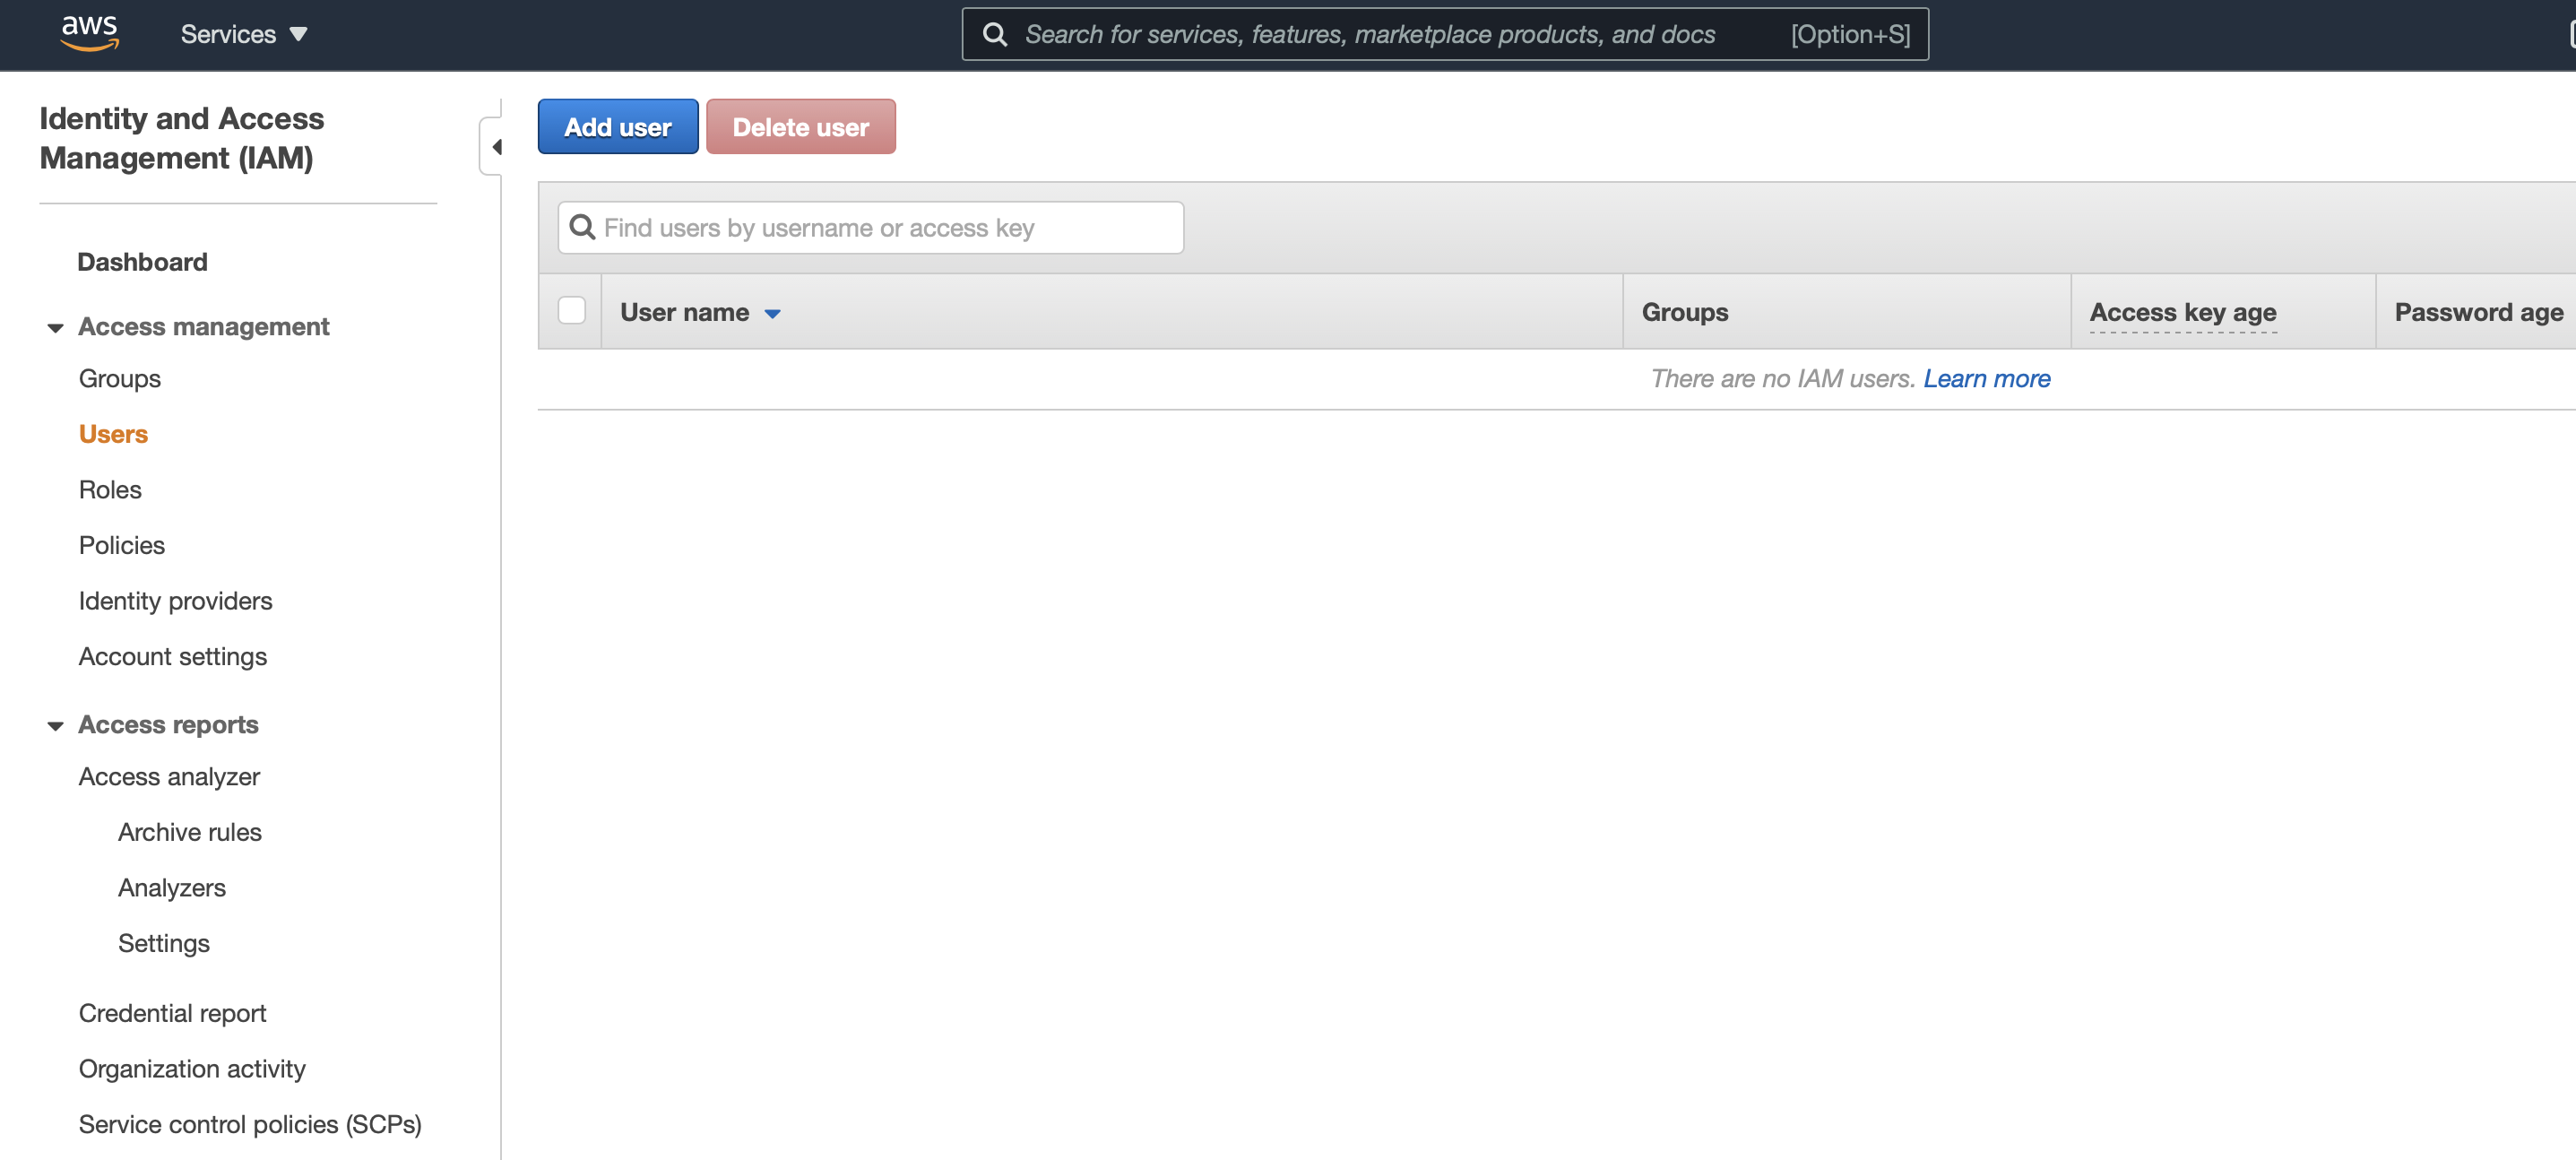 aws
Services
Search for services, features, marketplace products, and docs
[Option+S]
Identity and Access
Management (IAM)
Dashboard
Access management
Groups
Users
Roles
Policies
Identity providers
Account settings
Access reports
Access analyzer
Archive rules
Analyzers
Settings
Credential report
Organization activity
Service control policies (SCPs)
Add user
Delete user
Find users by username or access key
User name
Groups
Access key age
Password age
There are no IAM users. Learn more